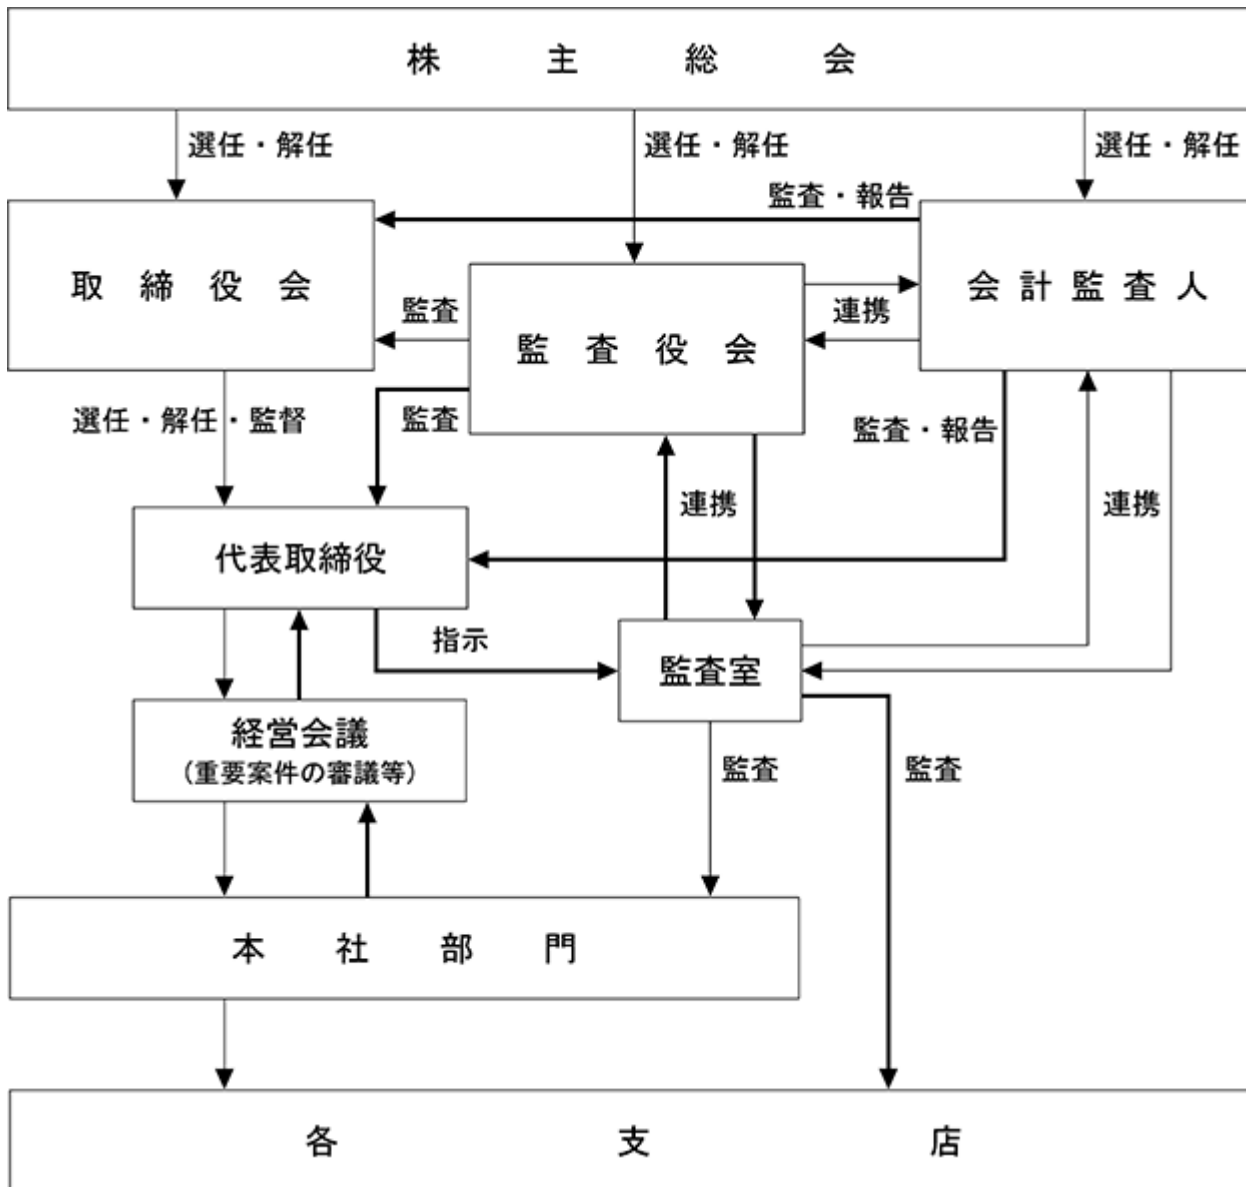 株主総会
選任・解任
選任・解任
選任・解任
監査・報告
取締役会
監査役会
会計監査人
監査
連携
選任・解任・監督
監査
監査・報告
連携
連携
代表取締役
指示
監査室
経営会議
（重要案件の審議等）
監査
監査
本社部門
各支店